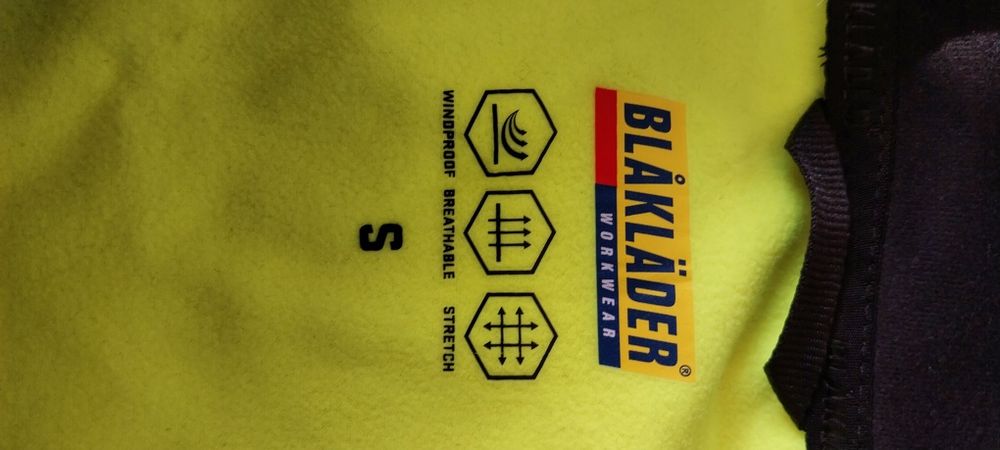 BLÅKLÄDER®
WORKWEAR
WINDPROOF BREATHABLE STRETCH
S